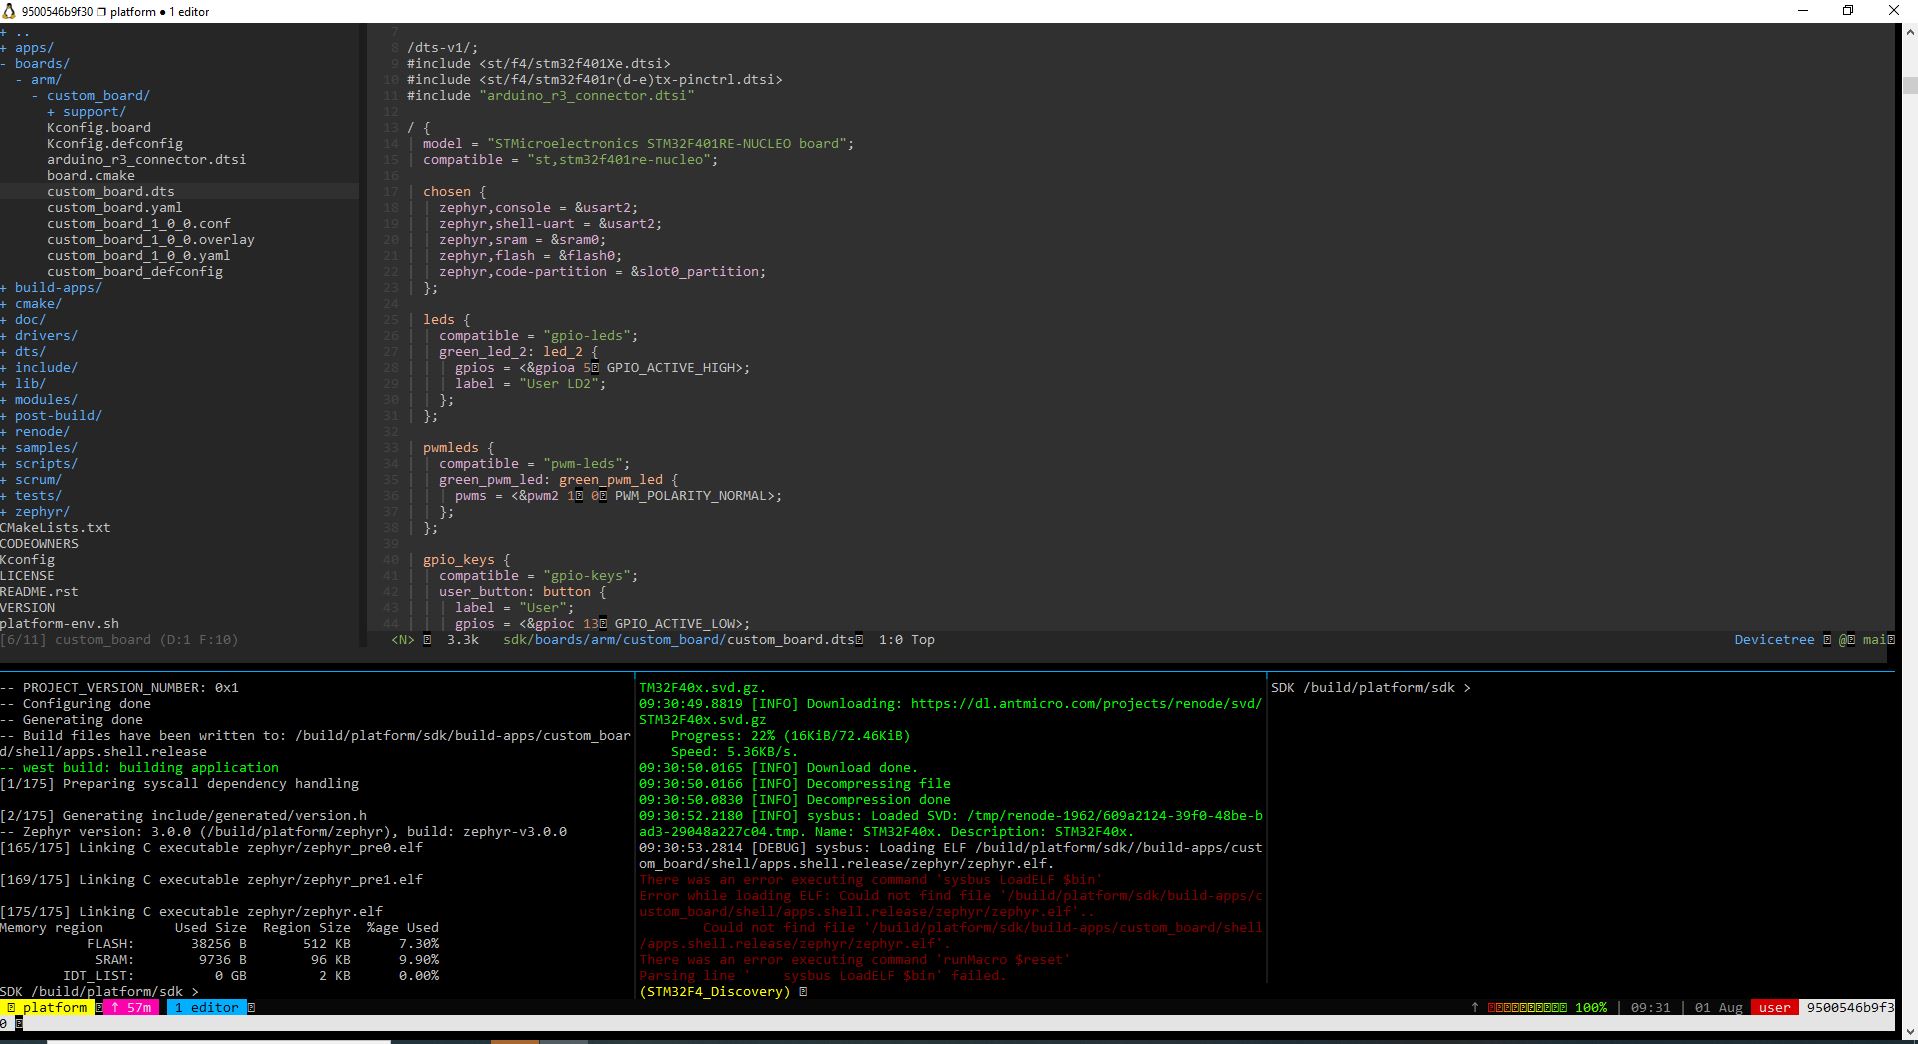 9500546b9f30 ❐ platform ● 1 editor
+ ..
+ apps/
- boards/
- arm/
- custom_board/
+ support/
Kconfig.board
Kconfig.defconfig
arduino_r3_connector.dtsi
board.cmake
custom_board.dts
custom_board.yaml
custom_board_1_0_0.conf
custom_board_1_0_0.overlay
custom_board_1_0_0.yaml
custom_board_defconfig
+ build-apps/
+ cmake/
+ doc/
+ drivers/
+ dts/
+ include/
+ lib/
+ modules/
+ post-build/
+ renode/
+ samples/
+ scripts/
+ scrum/
+ tests/
+ zephyr/
CMakeLists.txt
CODEOWNERS
Kconfig
LICENSE
README.rst
VERSION
platform-env.sh
[6/11] custom_board (D:1 F:10)
7
8 /dts-v1/;
9 #include <st/f4/stm32f401Xe.dtsi>
10 #include <st/f4/stm32f401r(d-e)tx-pinctrl.dtsi>
11 #include "arduino_r3_connector.dtsi"
12
13 / {
14 model = "STMicroelectronics STM32F401RE-NUCLEO board";
15 compatible = "st,stm32f401re-nucleo";
16
17 chosen {
18 zephyr,console = &usart2;
19 zephyr,shell-uart = &usart2;
20 zephyr,sram = &sram0;
21 zephyr,flash = &flash0;
22 zephyr,code-partition = &slot0_partition;
23 };
24
25 leds {
26 compatible = "gpio-leds";
27 green_led_2: led_2 {
28 gpios = <&gpioa 5 GPIO_ACTIVE_HIGH>;
29 label = "User LD2";
30 };
31 };
32
33 pwmleds {
34 compatible = "pwm-leds";
35 green_pwm_led: green_pwm_led {
36 pwms = <&pwm2 1 0 PWM_POLARITY_NORMAL>;
37 };
38 };
39
40 gpio_keys {
41 compatible = "gpio-keys";
42 user_button: button {
43 label = "User";
44 gpios = <&gpioc 13 GPIO_ACTIVE_LOW>;
<N> 3.3k sdk/boards/arm/custom_board/custom_board.dts 1:0 Top Devicetree @ mai
-- PROJECT_VERSION_NUMBER: 0x1
-- Configuring done
-- Generating done
-- Build files have been written to: /build/platform/sdk/build-apps/custom_boar
d/shell/apps.shell.release
-- west build: building application
[1/175] Preparing syscall dependency handling
[2/175] Generating include/generated/version.h
-- Zephyr version: 3.0.0 (/build/platform/zephyr), build: zephyr-v3.0.0
[165/175] Linking C executable zephyr/zephyr_pre0.elf
[169/175] Linking C executable zephyr/zephyr_pre1.elf
[175/175] Linking C executable zephyr/zephyr.elf
Memory region Used Size Region Size %age Used
FLASH: 38256 B 512 KB 7.30%
SRAM: 9736 B 96 KB 9.90%
IDT_LIST: 0 GB 2 KB 0.00%
SDK /build/platform/sdk >
TM32F40x.svd.gz.
09:30:49.8819 [INFO] Downloading: https://dl.antmicro.com/projects/renode/svd/
STM32F40x.svd.gz
Progress: 22% (16KiB/72.46KiB)
Speed: 5.36KB/s.
09:30:50.0165 [INFO] Download done.
09:30:50.0166 [INFO] Decompressing file
09:30:50.0830 [INFO] Decompression done
09:30:52.2180 [INFO] sysbus: Loaded SVD: /tmp/renode-1962/609a2124-39f0-48be-b
ad3-29048a227c04.tmp. Name: STM32F40x. Description: STM32F40x.
09:30:53.2814 [DEBUG] sysbus: Loading ELF /build/platform/sdk//build-apps/cust
om_board/shell/apps.shell.release/zephyr/zephyr.elf.
There was an error executing command 'sysbus LoadELF $bin'
Error while loading ELF: Could not find file '/build/platform/sdk/build-apps/c
ustom_board/shell/apps.shell.release/zephyr/zephyr.elf'..
Could not find file '/build/platform/sdk/build-apps/custom_board/shell
/apps.shell.release/zephyr/zephyr.elf'.
There was an error executing command 'runMacro $reset'
Parsing line ' sysbus LoadELF $bin' failed.
(STM32F4_Discovery)
SDK /build/platform/sdk >
platform ↑ 57m 1 editor ↑ 100% | 09:31 | 01 Aug user 9500546b9f3
0